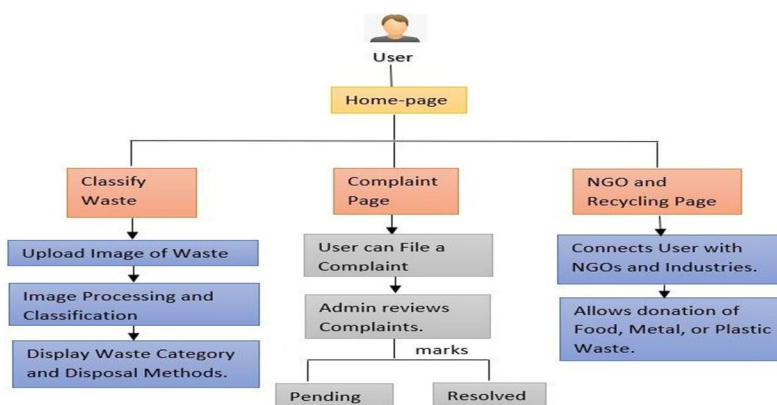 User
Home-page
Classify
Waste
Upload Image of Waste
Image Processing and
Classification
Display Waste Category
and Disposal Methods.
Complaint
Page
User can File a
Complaint
Admin reviews
Complaints.
marks
Pending
Resolved
NGO and
Recycling Page
Connects User with
NGOs and Industries.
Allows donation of
Food, Metal, or Plastic
Waste.